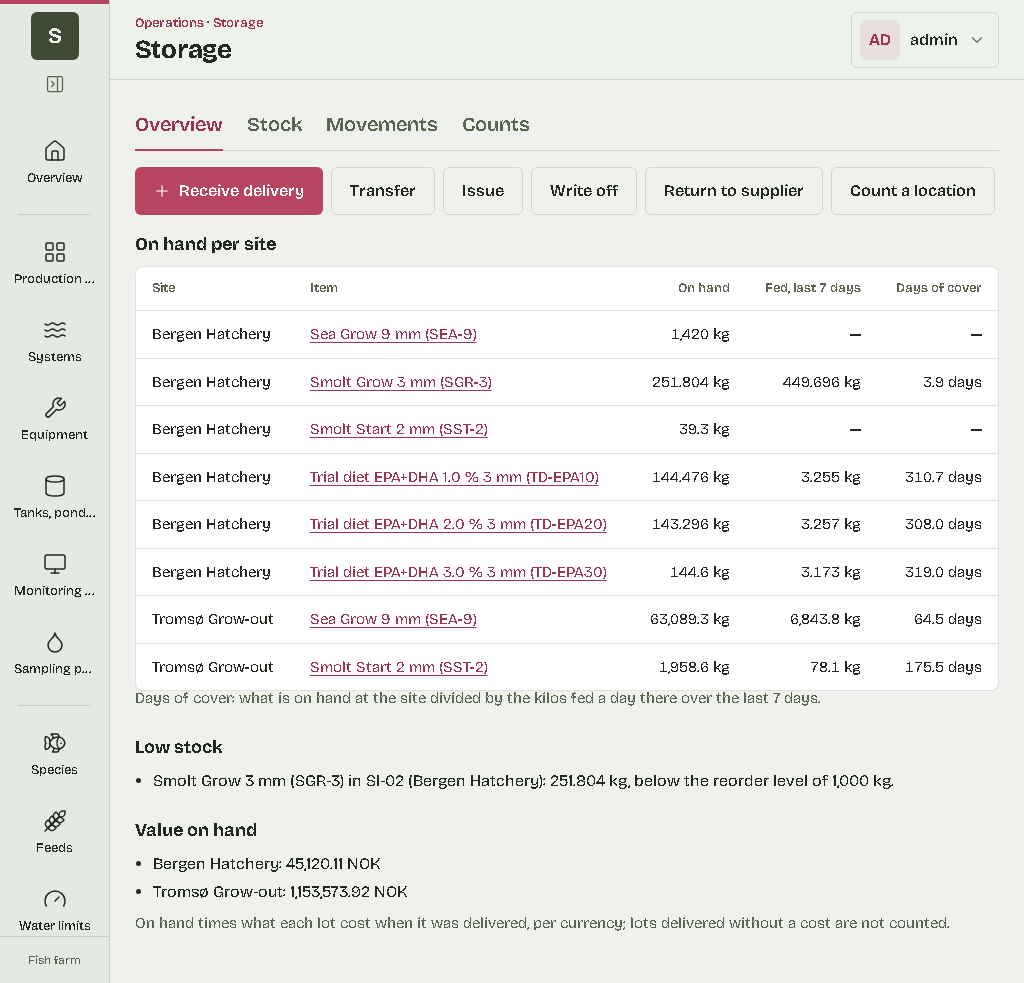 S
Operations · Storage
Storage
AD admin
Overview
Production ...
Systems
Equipment
Tanks, pond...
Monitoring ...
Sampling p...
Species
Feeds
Water limits
Fish farm
Overview Stock Movements Counts
+ Receive delivery Transfer Issue Write off Return to supplier Count a location
On hand per site
Site Item On hand Fed, last 7 days Days of cover
Bergen Hatchery Sea Grow 9 mm (SEA-9) 1,420 kg — —
Bergen Hatchery Smolt Grow 3 mm (SGR-3) 251.804 kg 449.696 kg 3.9 days
Bergen Hatchery Smolt Start 2 mm (SST-2) 39.3 kg — —
Bergen Hatchery Trial diet EPA+DHA 1.0 % 3 mm (TD-EPA10) 144.476 kg 3.255 kg 310.7 days
Bergen Hatchery Trial diet EPA+DHA 2.0 % 3 mm (TD-EPA20) 143.296 kg 3.257 kg 308.0 days
Bergen Hatchery Trial diet EPA+DHA 3.0 % 3 mm (TD-EPA30) 144.6 kg 3.173 kg 319.0 days
Tromsø Grow-out Sea Grow 9 mm (SEA-9) 63,089.3 kg 6,843.8 kg 64.5 days
Tromsø Grow-out Smolt Start 2 mm (SST-2) 1,958.6 kg 78.1 kg 175.5 days
Days of cover: what is on hand at the site divided by the kilos fed a day there over the last 7 days.
Low stock
• Smolt Grow 3 mm (SGR-3) in SI-02 (Bergen Hatchery): 251.804 kg, below the reorder level of 1,000 kg.
Value on hand
• Bergen Hatchery: 45,120.11 NOK
• Tromsø Grow-out: 1,153,573.92 NOK
On hand times what each lot cost when it was delivered, per currency; lots delivered without a cost are not counted.